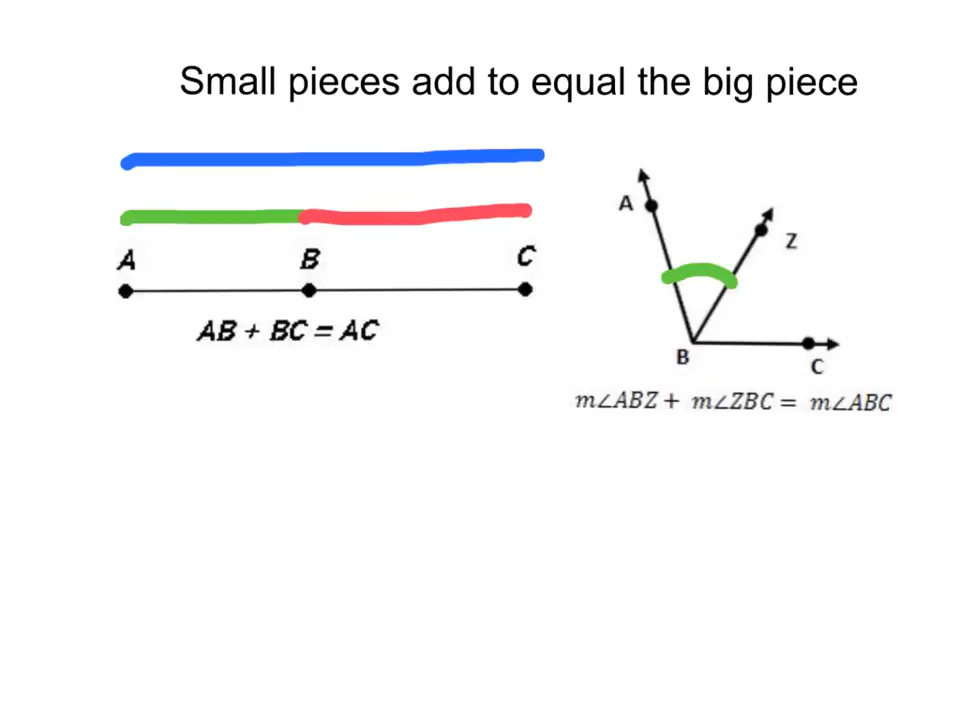 Small pieces add to equal the big piece
A B C
AB + BC = AC
A
Z
B
C
m∠ABZ + m∠ZBC = m∠ABC